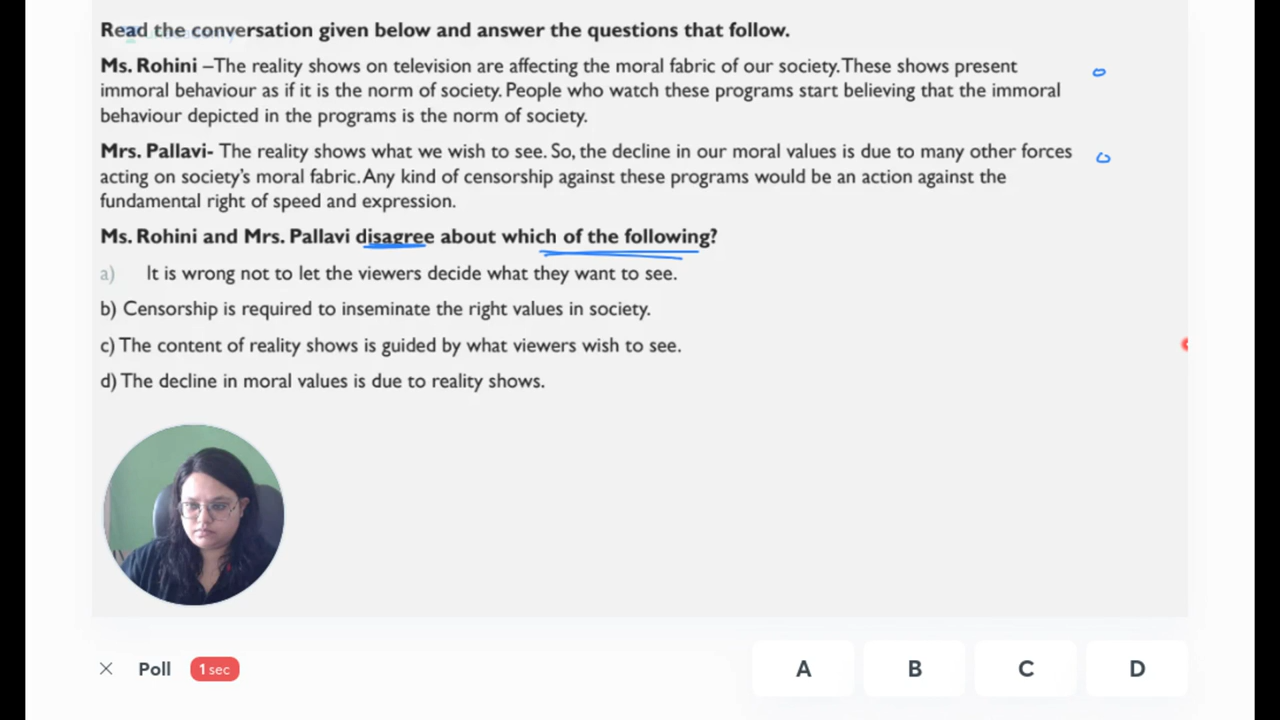 Read the conversation given below and answer the questions that follow.
Ms. Rohini –The reality shows on television are affecting the moral fabric of our society. These shows present
immoral behaviour as if it is the norm of society. People who watch these programs start believing that the immoral
behaviour depicted in the programs is the norm of society.
Mrs. Pallavi- The reality shows what we wish to see. So, the decline in our moral values is due to many other forces
acting on society's moral fabric. Any kind of censorship against these programs would be an action against the
fundamental right of speed and expression.
Ms. Rohini and Mrs. Pallavi disagree about which of the following?
a) It is wrong not to let the viewers decide what they want to see.
b) Censorship is required to inseminate the right values in society.
c) The content of reality shows is guided by what viewers wish to see.
d) The decline in moral values is due to reality shows.
Poll 1 sec A B C D